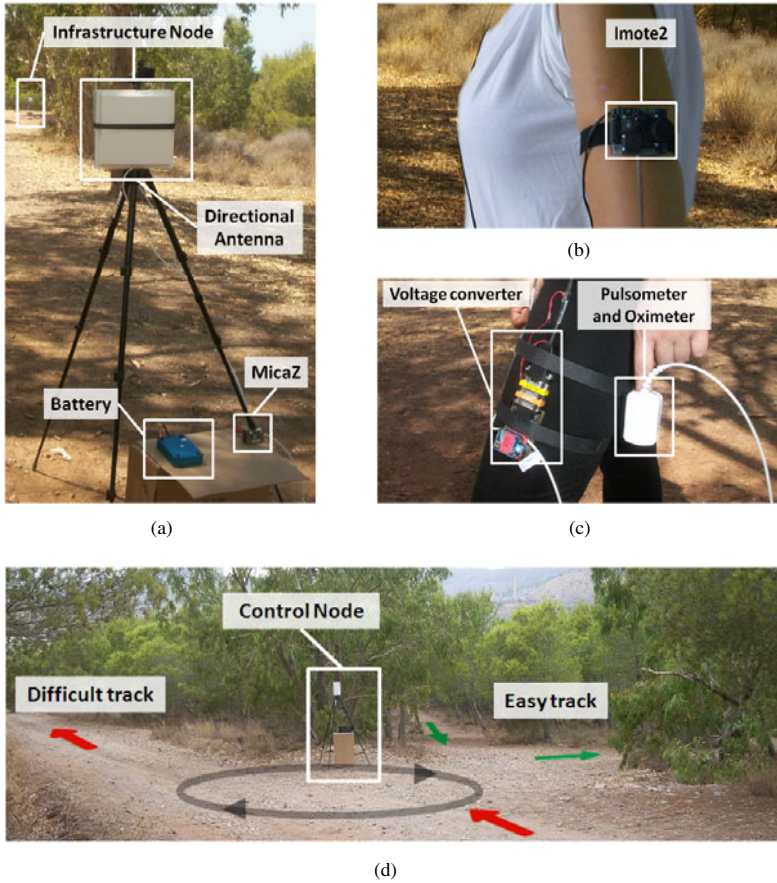 Infrastructure Node
Directional
Antenna
MicaZ
Battery
(a)
Imote2
(b)
Voltage converter
Pulsometer
and Oximeter
(c)
Control Node
Difficult track
Easy track
(d)